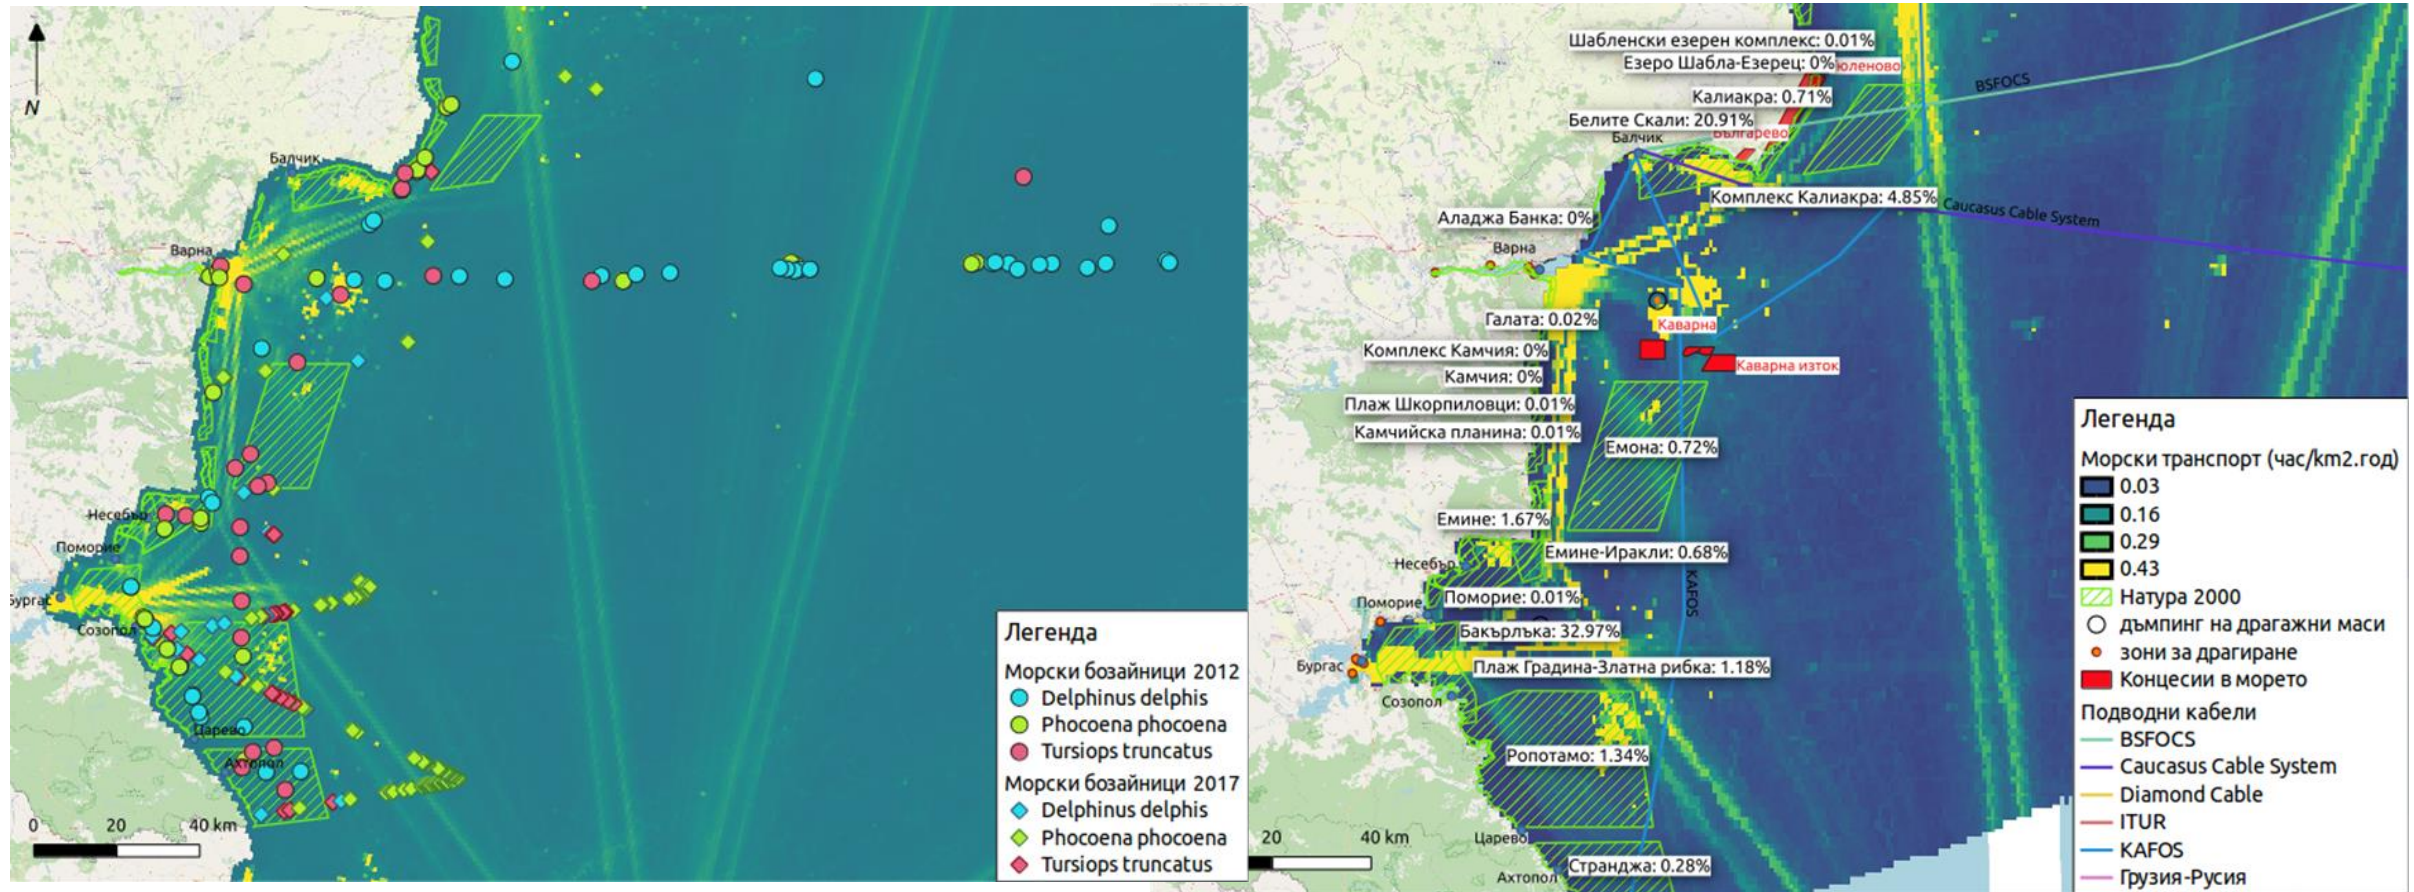 N
Балчик
Варна
Несебър
Поморие
Бургас
Созопол
Царево
Ахтопол
0 20 40 km
Легенда
Морски бозайници 2012
Delphinus delphis
Phocoena phocoena
Tursiops truncatus
Морски бозайници 2017
Delphinus delphis
Phocoena phocoena
Tursiops truncatus
Шабленски езерен комплекс: 0.01%
Езеро Шабла-Езерец: 0%
юленово
BSFOCS
Калиакра: 0.71%
Белите Скали: 20.91%
Българево
Балчик
Комплекс Калиакра: 4.85%
Caucasus Cable System
Аладжа Банка: 0%
Варна
Галата: 0.02%
Каварна
Комплекс Камчия: 0%
Каварна изток
Камчия: 0%
Плаж Шкорпиловци: 0.01%
Камчийска планина: 0.01%
Емона: 0.72%
Емине: 1.67%
Емине-Иракли: 0.68%
Несебър
KAFOS
Поморие: 0.01%
Поморие
Бакърлъка: 32.97%
Бургас
Плаж Градина-Златна рибка: 1.18%
Созопол
Ропотамо: 1.34%
Царево
Странджа: 0.28%
Ахтопол
20 40 km
Легенда
Морски транспорт (час/km2.год)
0.03
0.16
0.29
0.43
Натура 2000
дъмпинг на драгажни маси
зони за драгиране
Концесии в морето
Подводни кабели
BSFOCS
Caucasus Cable System
Diamond Cable
ITUR
KAFOS
Грузия-Русия